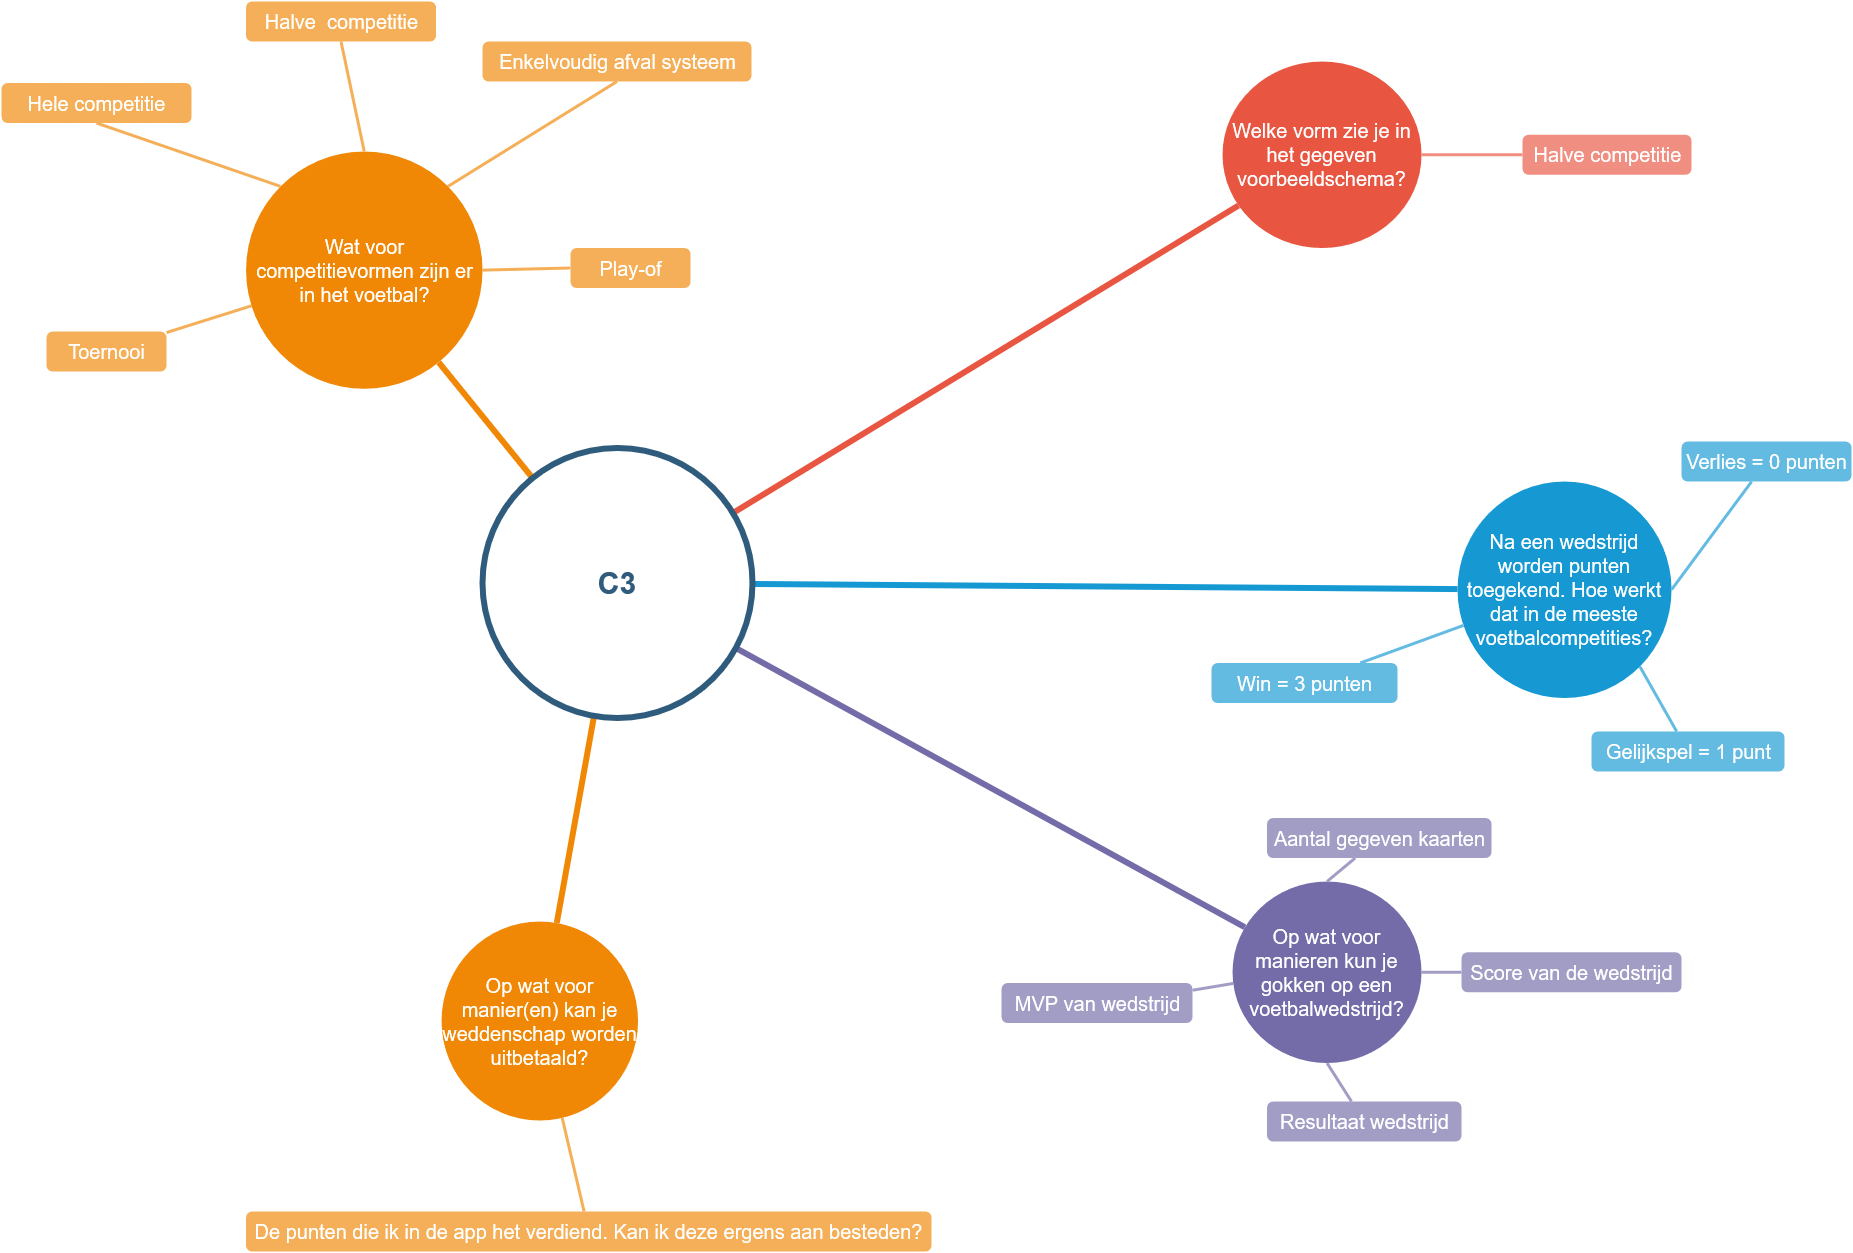 Halve  competitie
Enkelvoudig afval systeem
Hele competitie
Wat voor
competitievormen zijn er
in het voetbal?
Play-of
Toernooi
Welke vorm zie je in
het gegeven
voorbeeldschema?
Halve competitie
C3
Verlies = 0 punten
Na een wedstrijd
worden punten
toegekend. Hoe werkt
dat in de meeste
voetbalcompetities?
Win = 3 punten
Gelijkspel = 1 punt
Aantal gegeven kaarten
Op wat voor
manieren kun je
gokken op een
voetbalwedstrijd?
Score van de wedstrijd
MVP van wedstrijd
Resultaat wedstrijd
Op wat voor
manier(en) kan je
weddenschap worden
uitbetaald?
De punten die ik in de app het verdiend. Kan ik deze ergens aan besteden?